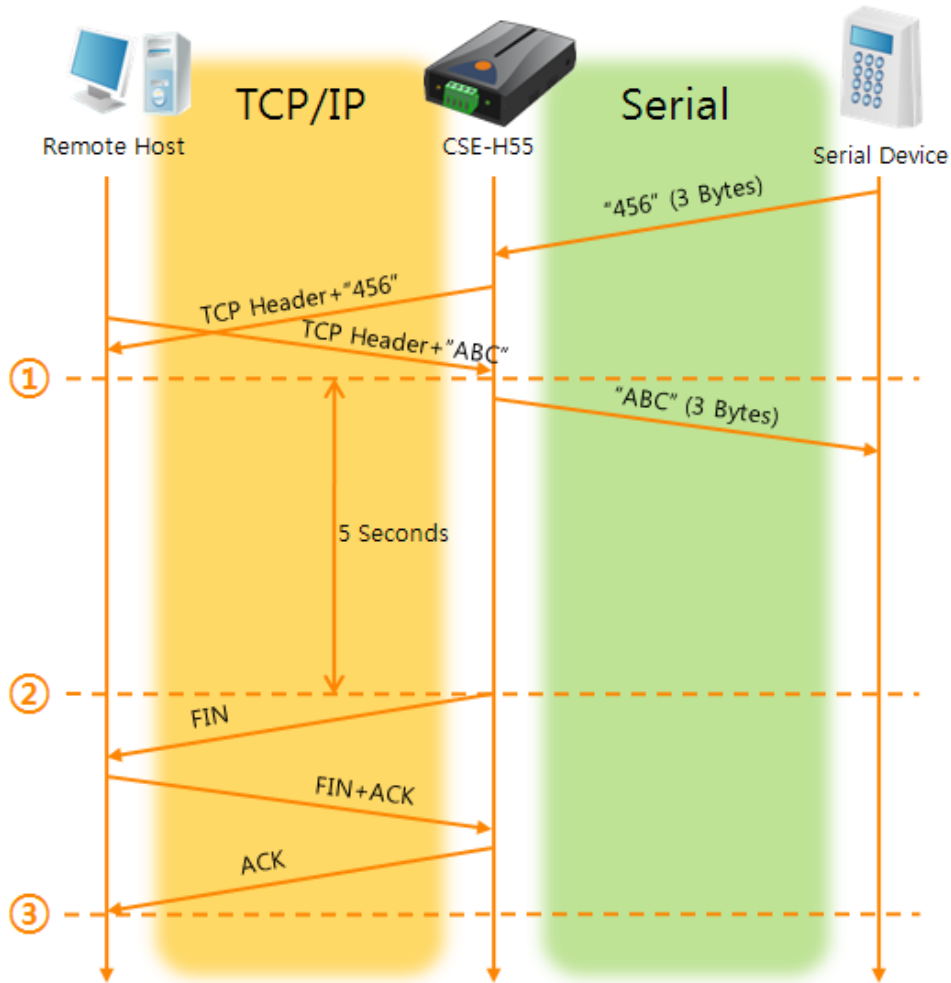 TCP/IP
Serial
Remote Host
CSE-H55
Serial Device
"456" (3 Bytes)
TCP Header+"456"
TCP Header+"ABC"
①
"ABC" (3 Bytes)
5 Seconds
②
FIN
FIN+ACK
ACK
③